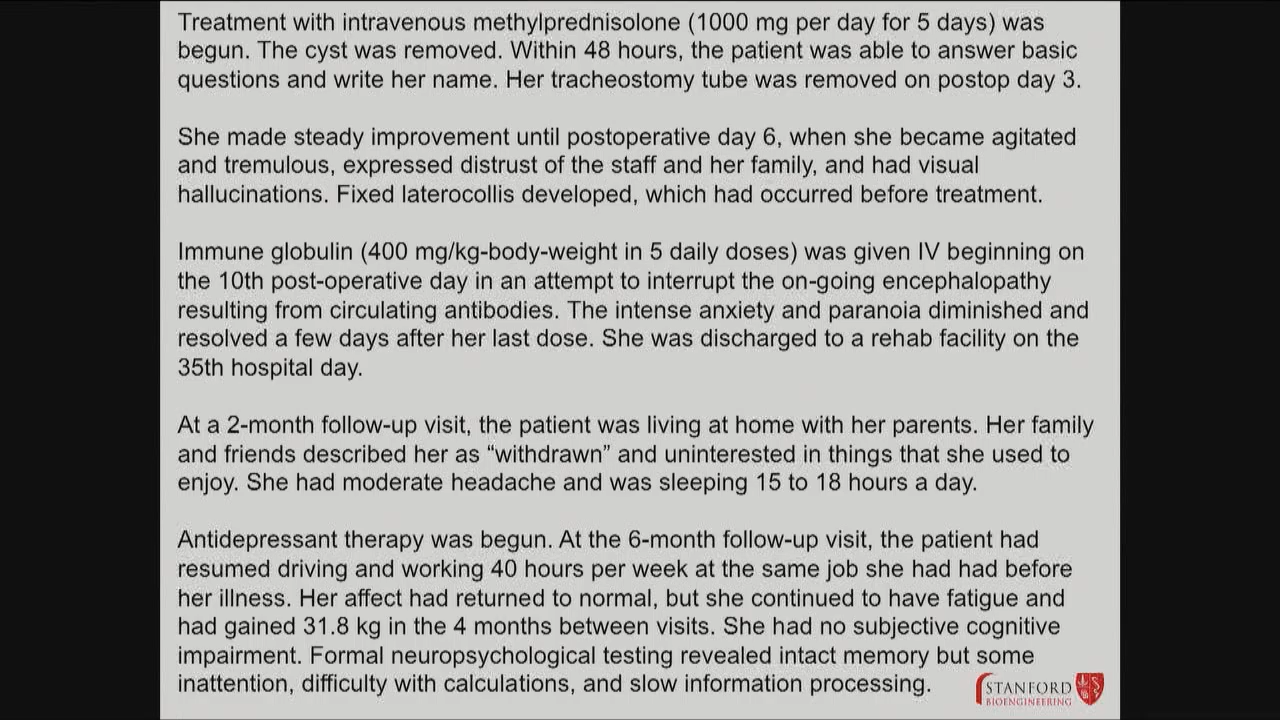 Treatment with intravenous methylprednisolone (1000 mg per day for 5 days) was
begun. The cyst was removed. Within 48 hours, the patient was able to answer basic
questions and write her name. Her tracheostomy tube was removed on postop day 3.
She made steady improvement until postoperative day 6, when she became agitated
and tremulous, expressed distrust of the staff and her family, and had visual
hallucinations. Fixed laterocollis developed, which had occurred before treatment.
Immune globulin (400 mg/kg-body-weight in 5 daily doses) was given IV beginning on
the 10th post-operative day in an attempt to interrupt the on-going encephalopathy
resulting from circulating antibodies. The intense anxiety and paranoia diminished and
resolved a few days after her last dose. She was discharged to a rehab facility on the
35th hospital day.
At a 2-month follow-up visit, the patient was living at home with her parents. Her family
and friends described her as “withdrawn” and uninterested in things that she used to
enjoy. She had moderate headache and was sleeping 15 to 18 hours a day.
Antidepressant therapy was begun. At the 6-month follow-up visit, the patient had
resumed driving and working 40 hours per week at the same job she had had before
her illness. Her affect had returned to normal, but she continued to have fatigue and
had gained 31.8 kg in the 4 months between visits. She had no subjective cognitive
impairment. Formal neuropsychological testing revealed intact memory but some
inattention, difficulty with calculations, and slow information processing.
STANFORD
BIOENGINEERING